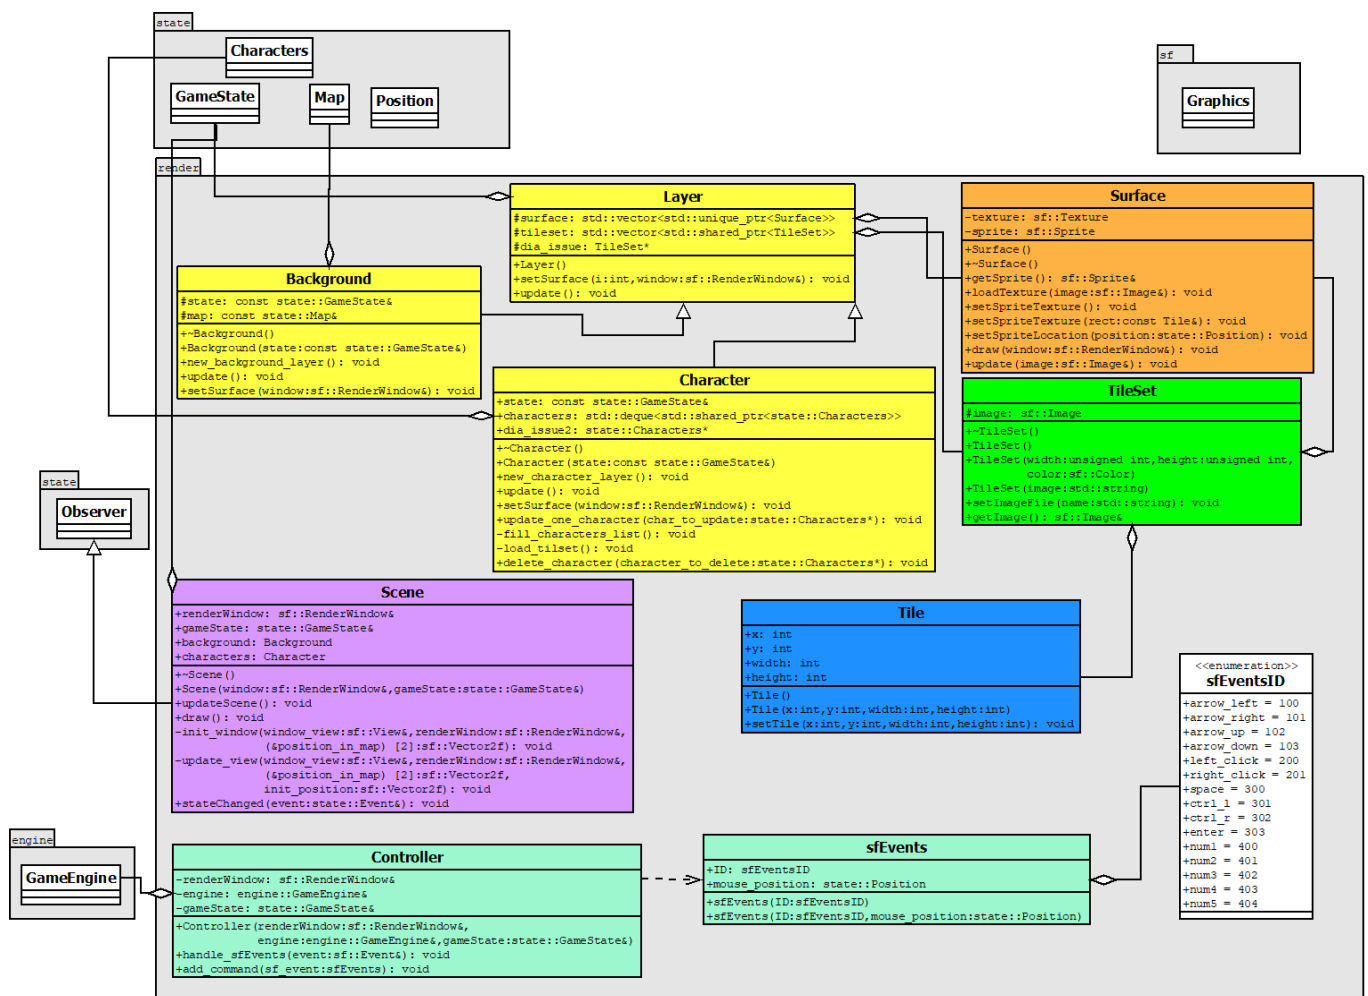 state
Characters
GameState
Map
Position
sf
Graphics
render
Layer
#surface: std::vector<std::unique_ptr<Surface>>
#tileset: std::vector<std::shared_ptr<TileSet>>
#dia_issue: TileSet*
+Layer()
+setSurface(i:int,window:sf::RenderWindow&): void
+update(): void
Surface
-texture: sf::Texture
-sprite: sf::Sprite
+Surface()
+~Surface()
+getSprite(): sf::Sprite&
+loadTexture(image:sf::Image&): void
+setSpriteTexture(): void
+setSpriteTexture(rect:const Tile&): void
+setSpriteLocation(position:state::Position): void
+draw(window:sf::RenderWindow&): void
+update(image:sf::Image&): void
Background
#state: const state::GameState&
#map: const state::Map&
+~Background()
+Background(state:const state::GameState&)
+new_background_layer(): void
+update(): void
+setSurface(window:sf::RenderWindow&): void
Character
+state: const state::GameState&
+characters: std::deque<std::shared_ptr<state::Characters>>
+dia_issue2: state::Characters*
+~Character()
+Character(state:const state::GameState&)
+new_character_layer(): void
+update(): void
+setSurface(window:sf::RenderWindow&): void
+update_one_character(char_to_update:state::Characters*): void
-fill_characters_list(): void
-load_tilset(): void
+delete_character(character_to_delete:state::Characters*): void
TileSet
#image: sf::Image
+~TileSet()
+TileSet()
+TileSet(width:unsigned int,height:unsigned int,
color:sf::Color)
+TileSet(image:std::string)
+setImageFile(name:std::string): void
+getImage(): sf::Image&
state
Observer
Scene
+renderWindow: sf::RenderWindow&
+gameState: state::GameState&
+background: Background
+characters: Character
+~Scene()
+Scene(window:sf::RenderWindow&,gameState:state::GameState&)
+updateScene(): void
+draw(): void
-init_window(window_view:sf::View&,renderWindow:sf::RenderWindow&,
(&position_in_map) [2]:sf::Vector2f): void
-update_view(window_view:sf::View&,renderWindow:sf::RenderWindow&,
(&position_in_map) [2]:sf::Vector2f,
init_position:sf::Vector2f): void
+stateChanged(event:state::Event&): void
Tile
+x: int
+y: int
+width: int
+height: int
+Tile()
+Tile(x:int,y:int,width:int,height:int)
+setTile(x:int,y:int,width:int,height:int): void
<<enumeration>>
sfEventsID
+arrow_left = 100
+arrow_right = 101
+arrow_up = 102
+arrow_down = 103
+left_click = 200
+right_click = 201
+space = 300
+ctrl_l = 301
+ctrl_r = 302
+enter = 303
+num1 = 400
+num2 = 401
+num3 = 402
+num4 = 403
+num5 = 404
engine
GameEngine
Controller
-renderWindow: sf::RenderWindow&
-engine: engine::GameEngine&
-gameState: state::GameState&
+Controller(renderWindow:sf::RenderWindow&,
engine:engine::GameEngine&,gameState:state::GameState&)
+handle_sfEvents(event:sf::Event&): void
+add_command(sf_event:sfEvents): void
sfEvents
+ID: sfEventsID
+mouse_position: state::Position
+sfEvents(ID:sfEventsID)
+sfEvents(ID:sfEventsID,mouse_position:state::Position)